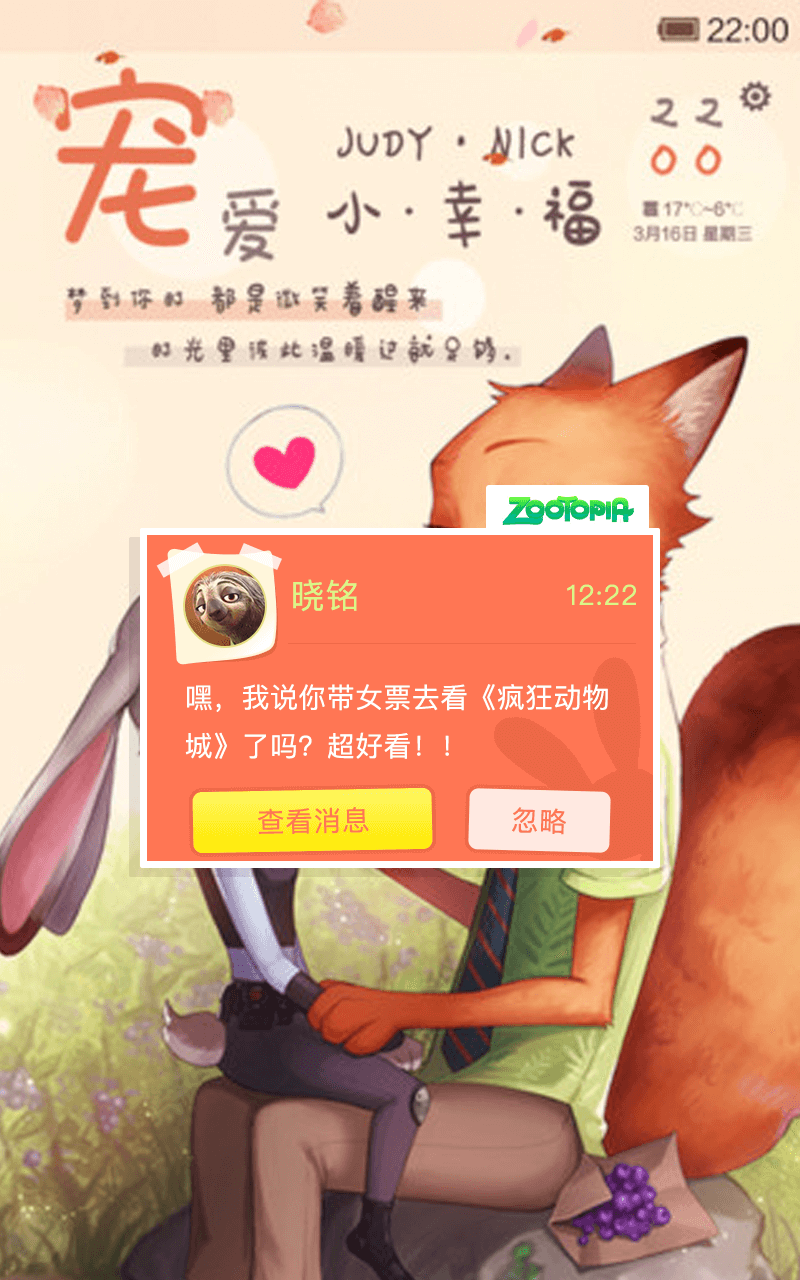 22:00
宠爱
JUDY · NICK
小 · 幸 · 福
22
00
17℃~6℃
3月16日 星期三
梦到你的 都是微笑着醒来
时光里彼此温暖这就足够.
ZOOTOPIA
晓铭
12:22
嘿，我说你带女票去看《疯狂动物
城》了吗？超好看！！
查看消息
忽略